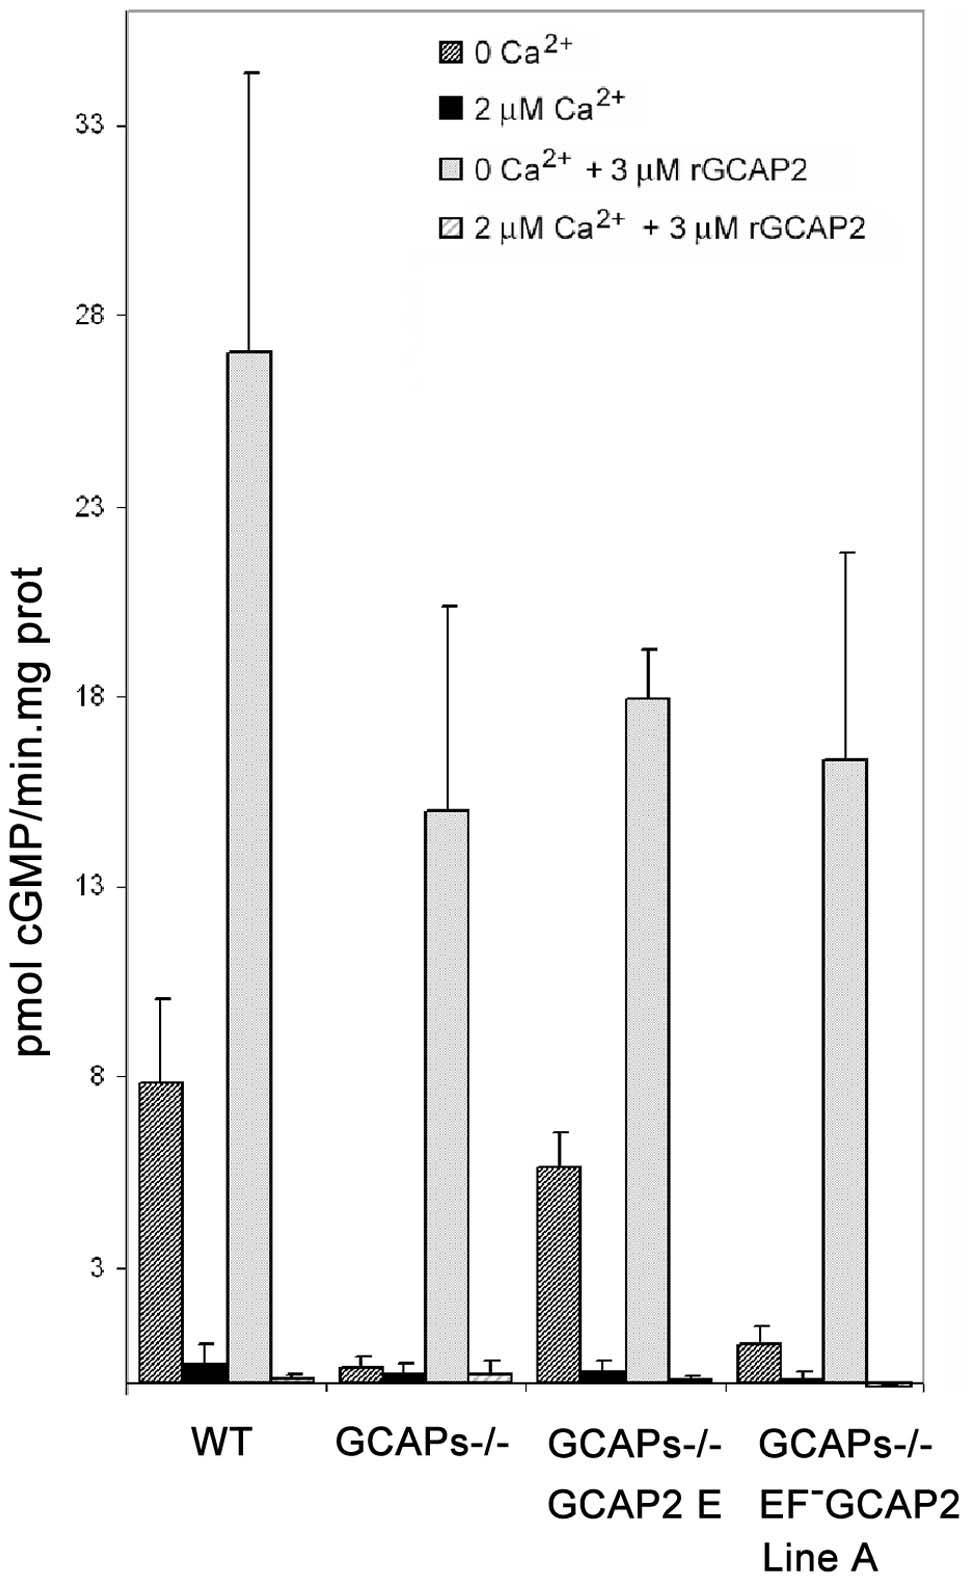 0 Ca2+
2 μM Ca2+
0 Ca2+ + 3 μM rGCAP2
2 μM Ca2+ + 3 μM rGCAP2
33
28
23
18
13
8
3
pmol cGMP/min.mg prot
WT
GCAPs-/-
GCAPs-/-
GCAP2 E
GCAPs-/-
EF-GCAP2
Line A